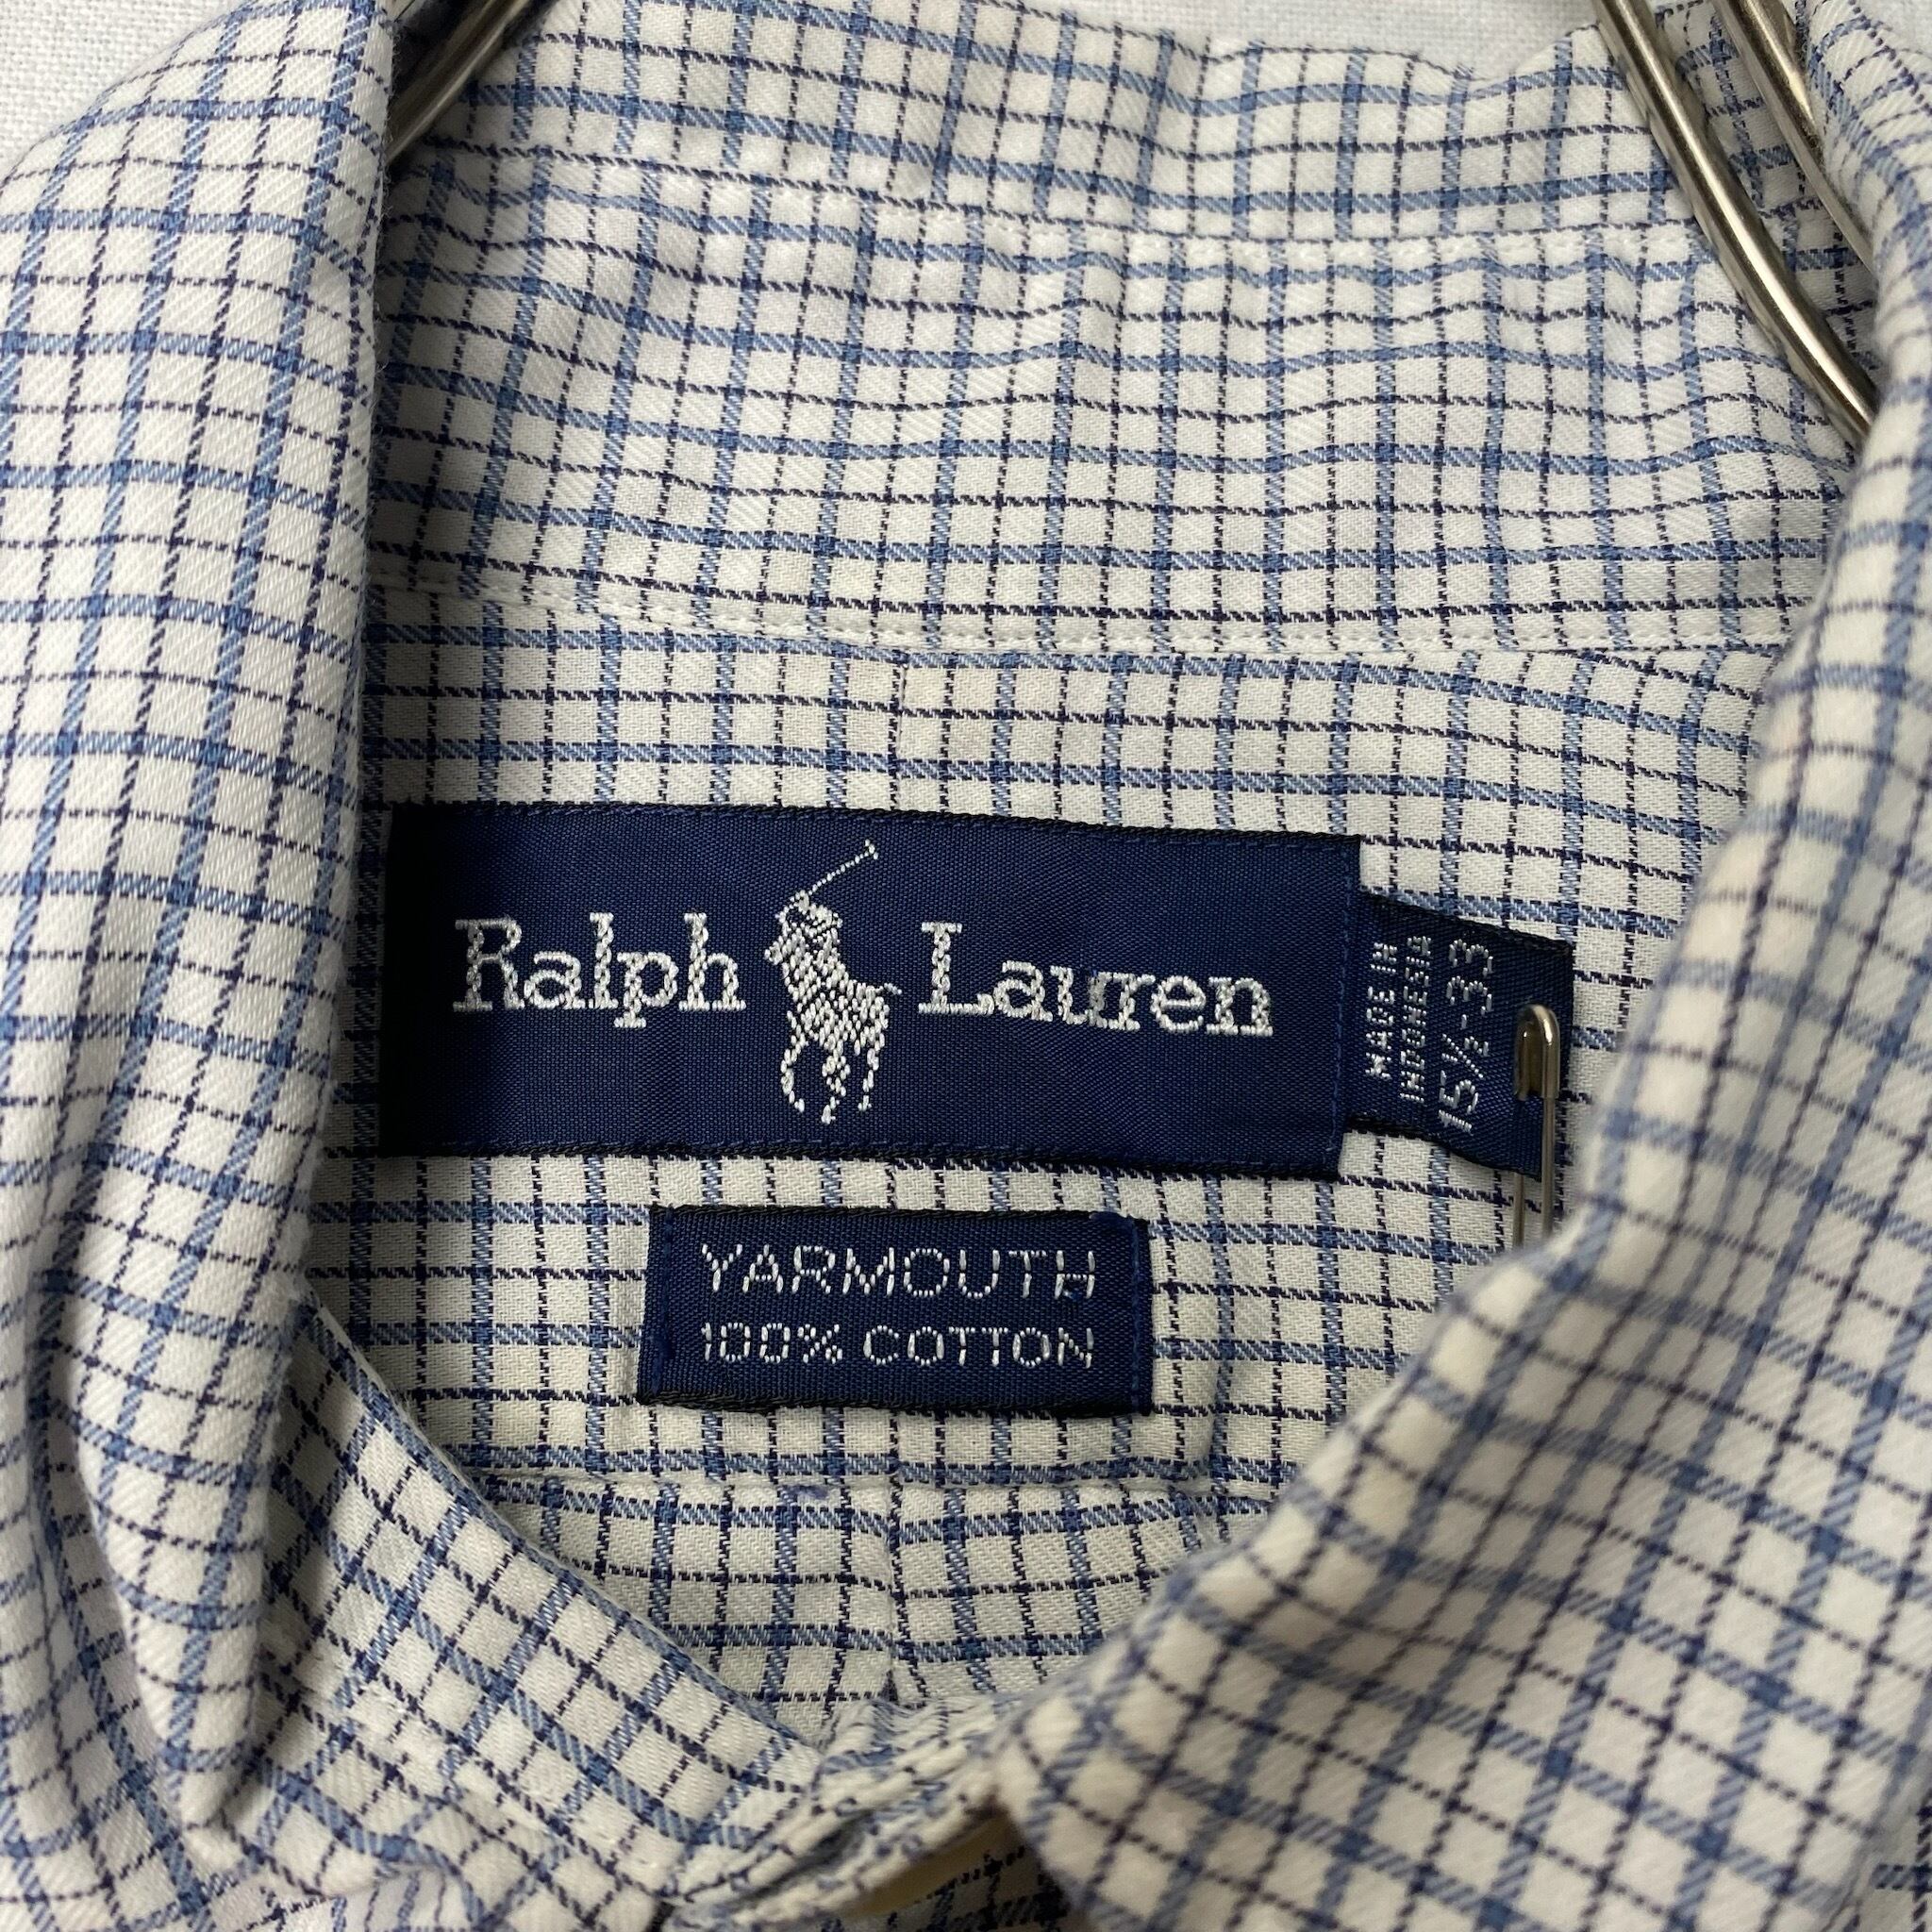 Ralph Lauren
MADE IN
INDONESIA
15½-33
YARMOUTH
100% COTTON